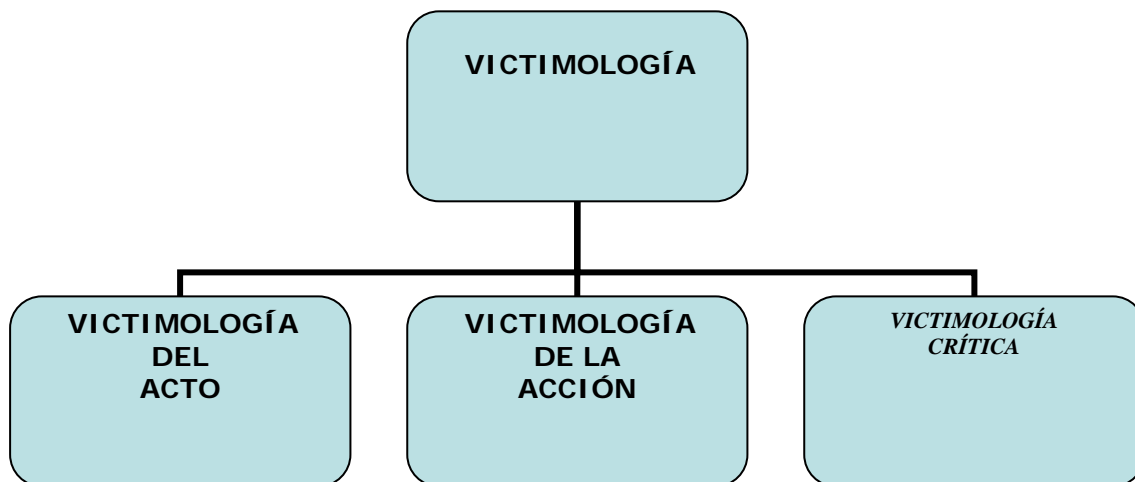 VICTIMOLOGÍA
VICTIMOLOGÍA
DEL
ACTO
VICTIMOLOGÍA
DE LA
ACCIÓN
VICTIMOLOGÍA
CRÍTICA